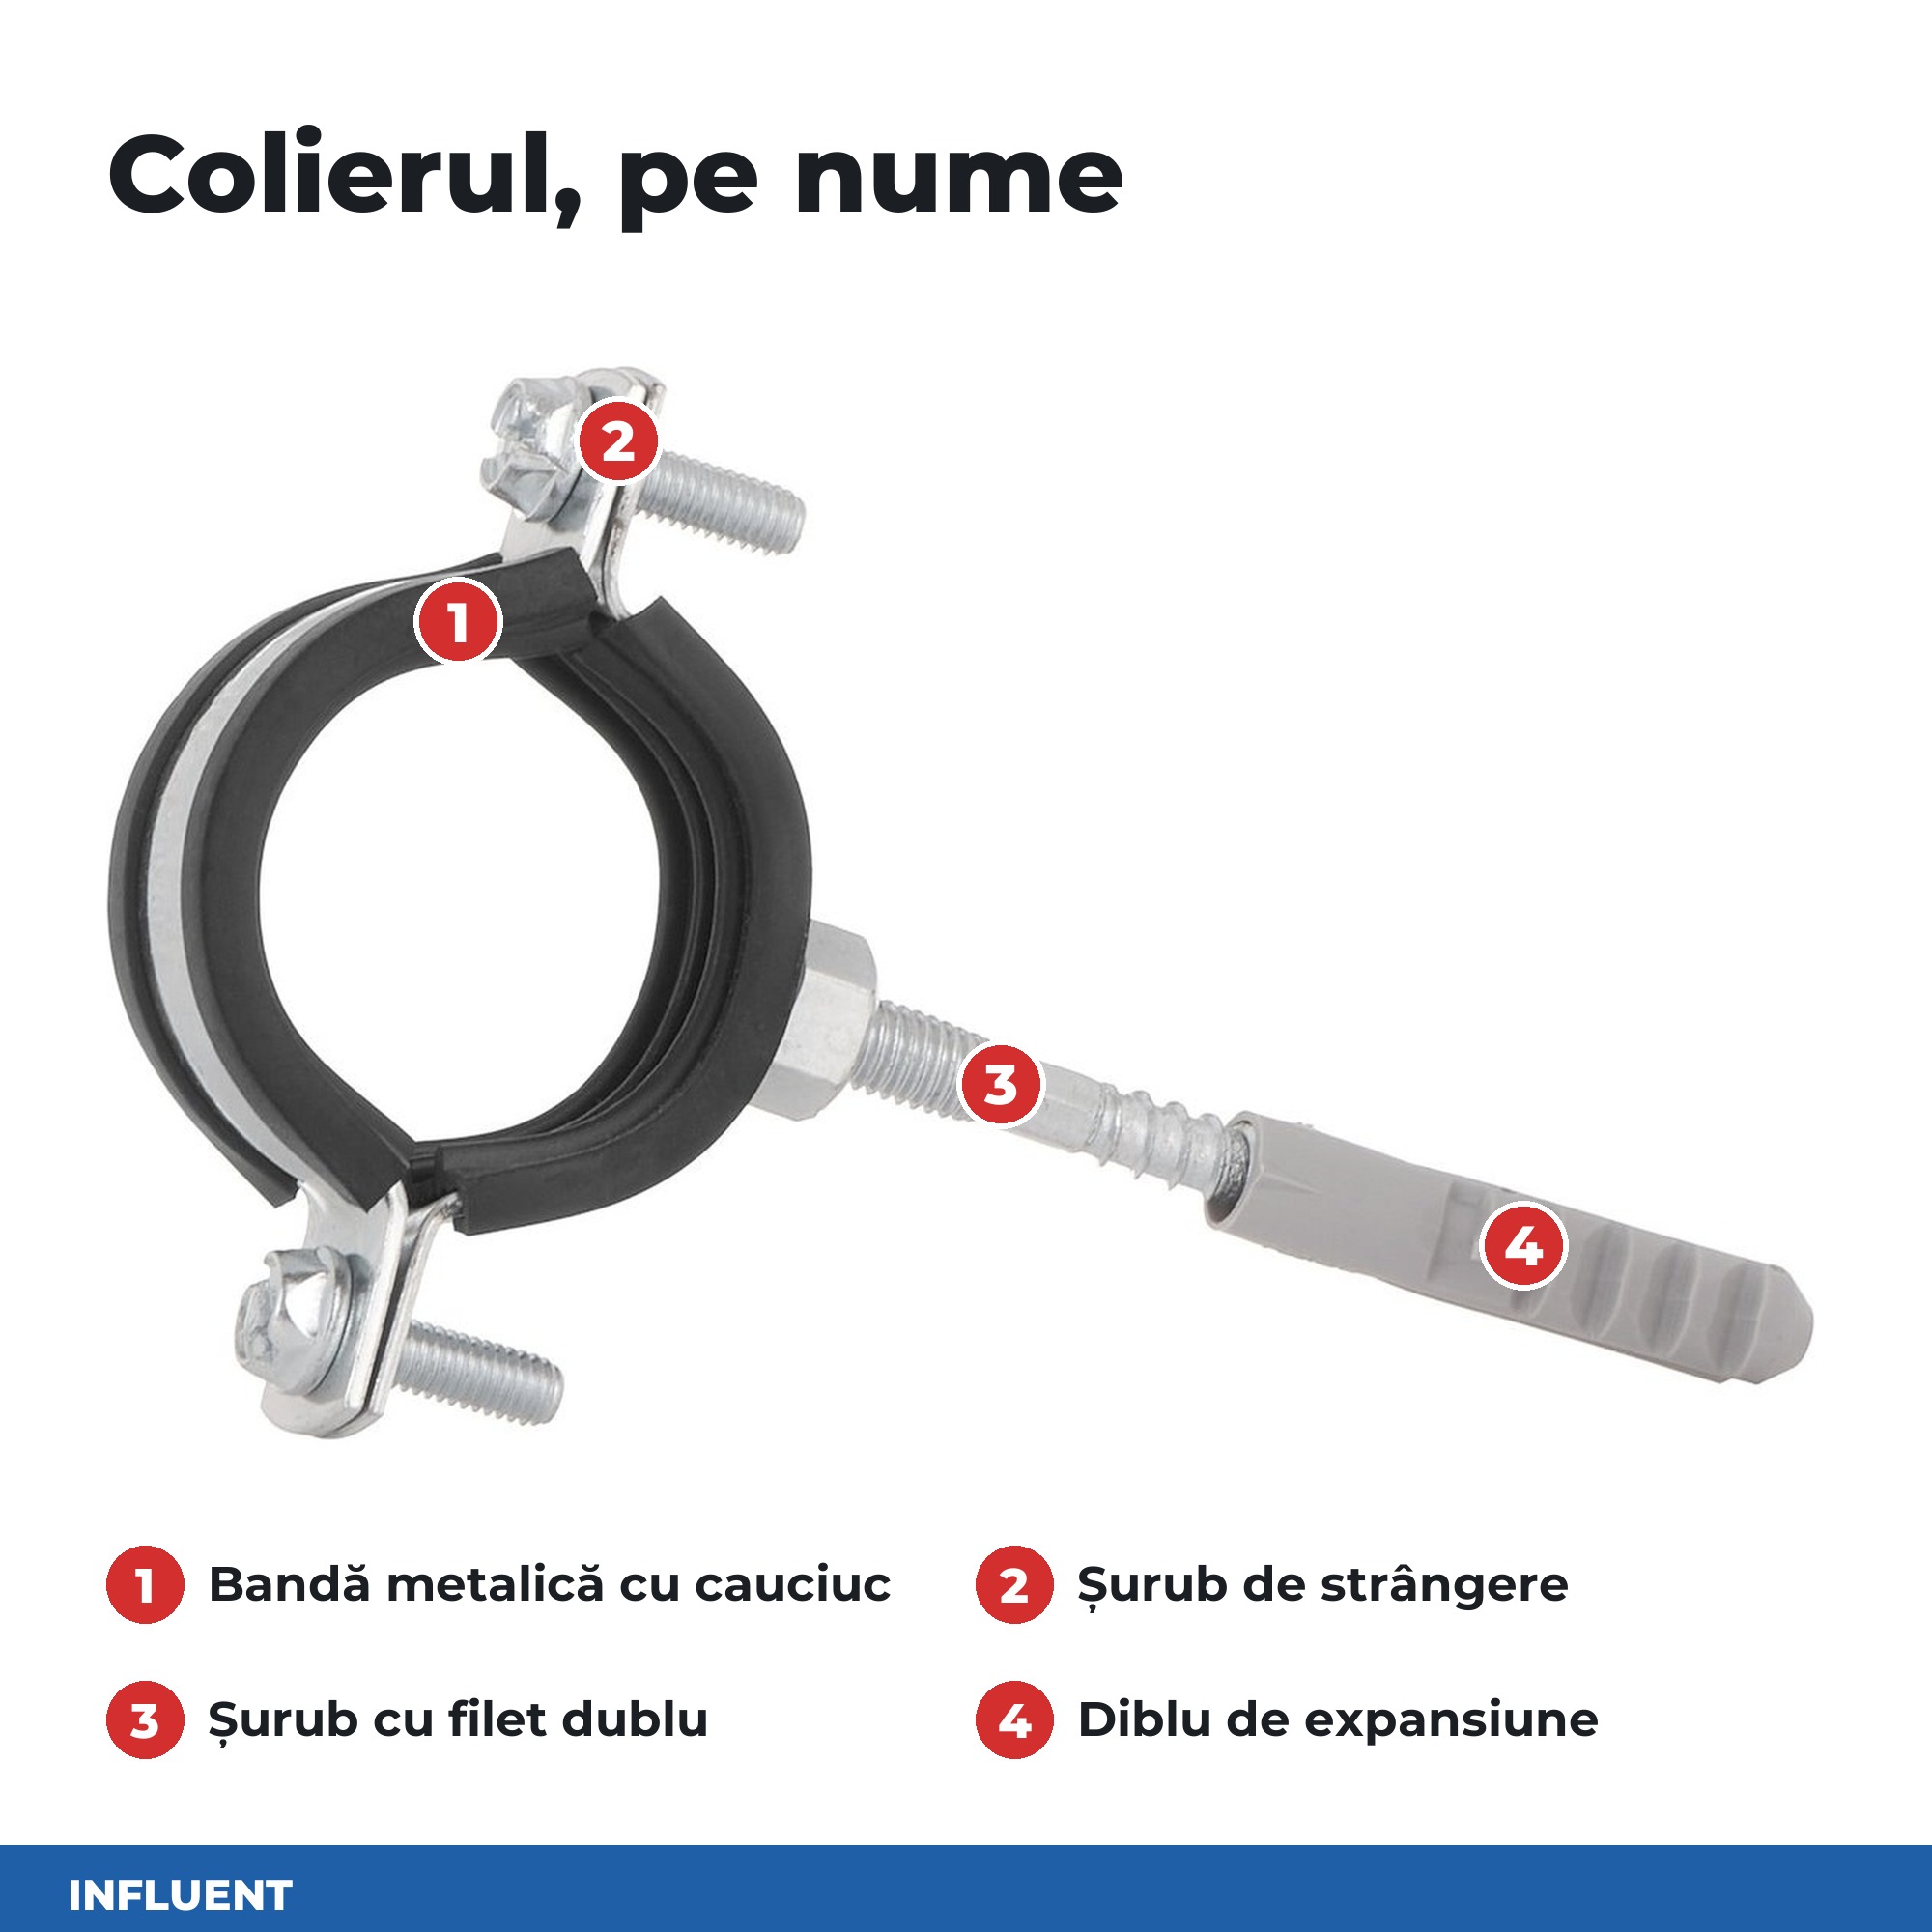 Colierul, pe nume
2
1
3
4
1 Bandă metalică cu cauciuc
2 Șurub de strângere
3 Șurub cu filet dublu
4 Diblu de expansiune
INFLUENT